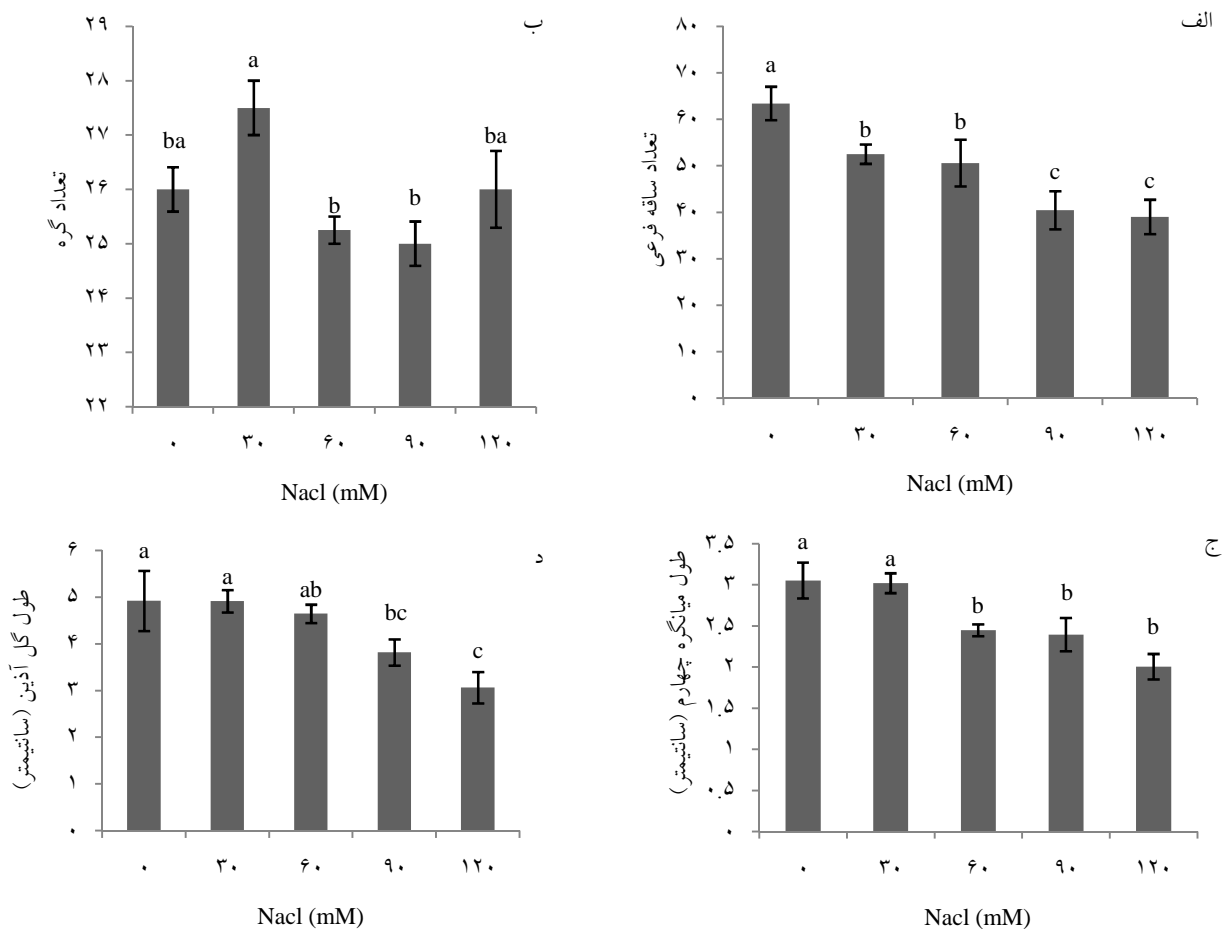 الف
تعداد ساقه فرعی
۸۰
۷۰
۶۰
۵۰
۴۰
۳۰
۲۰
۱۰
۰
a
b
b
c
c
۰ ۳۰ ۶۰ ۹۰ ۱۲۰
Nacl (mM)
ب
تعداد گره
۲۹
۲۸
۲۷
۲۶
۲۵
۲۴
۲۳
۲۲
ba
a
b
b
ba
۰ ۳۰ ۶۰ ۹۰ ۱۲۰
Nacl (mM)
ج
طول میانگره چهارم (سانتیمتر)
۳.۵
۳
۲.۵
۲
۱.۵
۱
۰.۵
۰
a
a
b
b
b
۰ ۳۰ ۶۰ ۹۰ ۱۲۰
Nacl (mM)
د
طول گل آذین (سانتیمتر)
۶
۵
۴
۳
۲
۱
۰
a
a
ab
bc
c
۰ ۳۰ ۶۰ ۹۰ ۱۲۰
Nacl (mM)